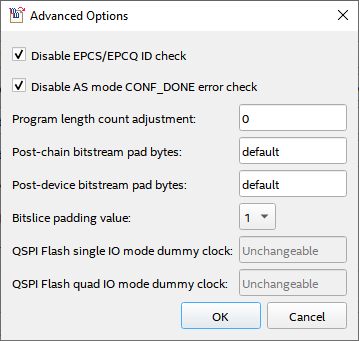 Advanced Options
Disable EPCS/EPCQ ID check
Disable AS mode CONF_DONE error check
Program length count adjustment: 0
Post-chain bitstream pad bytes: default
Post-device bitstream pad bytes: default
Bitslice padding value: 1
QSPI Flash single IO mode dummy clock: Unchangeable
QSPI Flash quad IO mode dummy clock: Unchangeable
OK Cancel